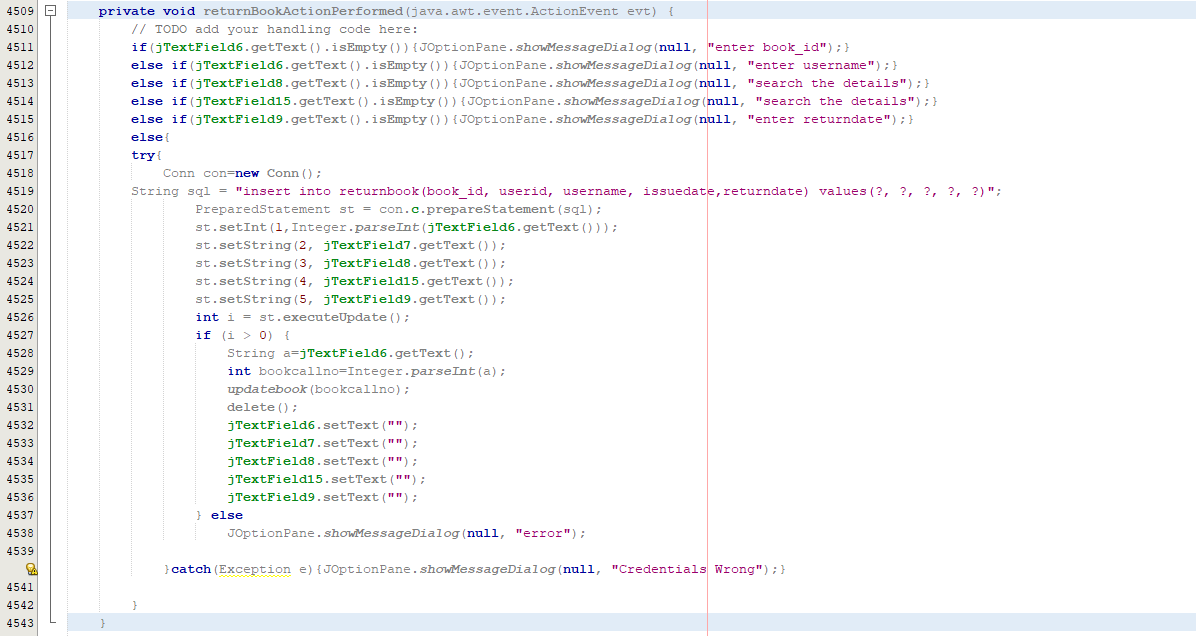 4509 private void returnBookActionPerformed(java.awt.event.ActionEvent evt) {
4510 // TODO add your handling code here:
4511 if(jTextField6.getText().isEmpty()){JOptionPane.showMessageDialog(null, "enter book_id");}
4512 else if(jTextField6.getText().isEmpty()){JOptionPane.showMessageDialog(null, "enter username");}
4513 else if(jTextField8.getText().isEmpty()){JOptionPane.showMessageDialog(null, "search the details");}
4514 else if(jTextField15.getText().isEmpty()){JOptionPane.showMessageDialog(null, "search the details");}
4515 else if(jTextField9.getText().isEmpty()){JOptionPane.showMessageDialog(null, "enter returndate");}
4516 else{
4517 try{
4518 Conn con=new Conn();
4519 String sql = "insert into returnbook(book_id, userid, username, issuedate,returndate) values(?, ?, ?, ?, ?)";
4520 PreparedStatement st = con.c.prepareStatement(sql);
4521 st.setInt(1,Integer.parseInt(jTextField6.getText()));
4522 st.setString(2, jTextField7.getText());
4523 st.setString(3, jTextField8.getText());
4524 st.setString(4, jTextField15.getText());
4525 st.setString(5, jTextField9.getText());
4526 int i = st.executeUpdate();
4527 if (i > 0) {
4528 String a=jTextField6.getText();
4529 int bookcallno=Integer.parseInt(a);
4530 updatebook(bookcallno);
4531 delete();
4532 jTextField6.setText("");
4533 jTextField7.setText("");
4534 jTextField8.setText("");
4535 jTextField15.setText("");
4536 jTextField9.setText("");
4537 } else
4538 JOptionPane.showMessageDialog(null, "error");
4539
}catch(Exception e){JOptionPane.showMessageDialog(null, "Credentials Wrong");}
4541
4542 }
4543 }